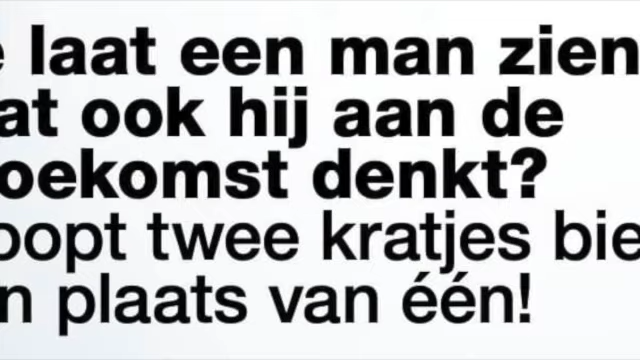 e laat een man zien
at ook hij aan de
oekomst denkt?
oopt twee kratjes bie
n plaats van één!